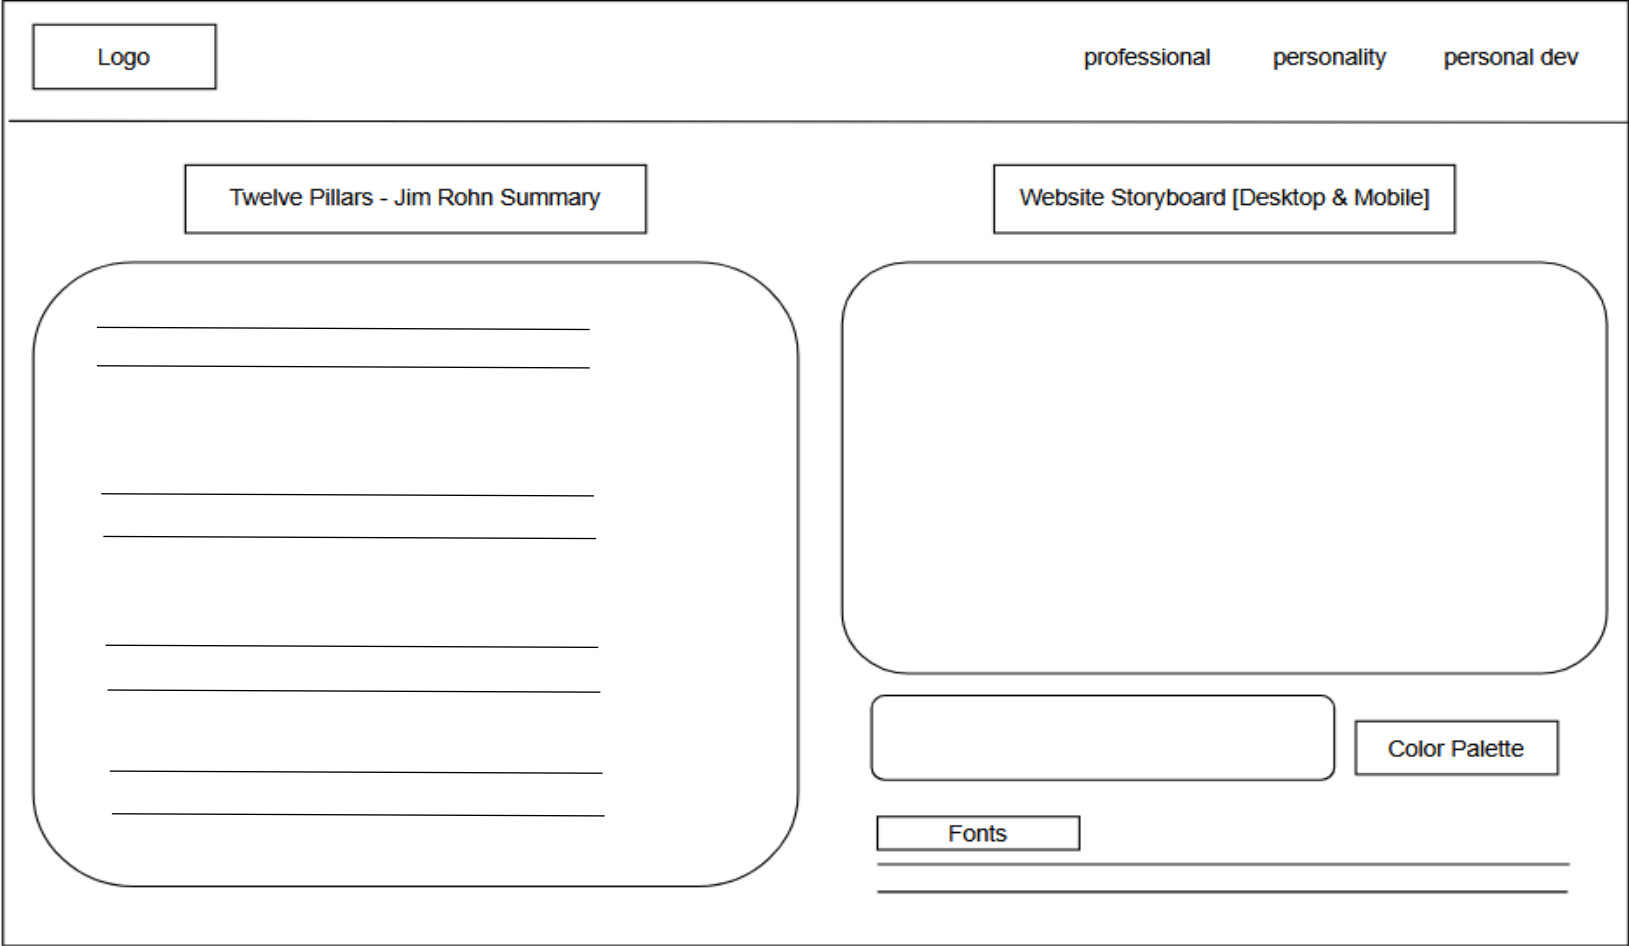 Logo
professional
personality
personal dev
Twelve Pillars - Jim Rohn Summary
Website Storyboard [Desktop & Mobile]
Color Palette
Fonts